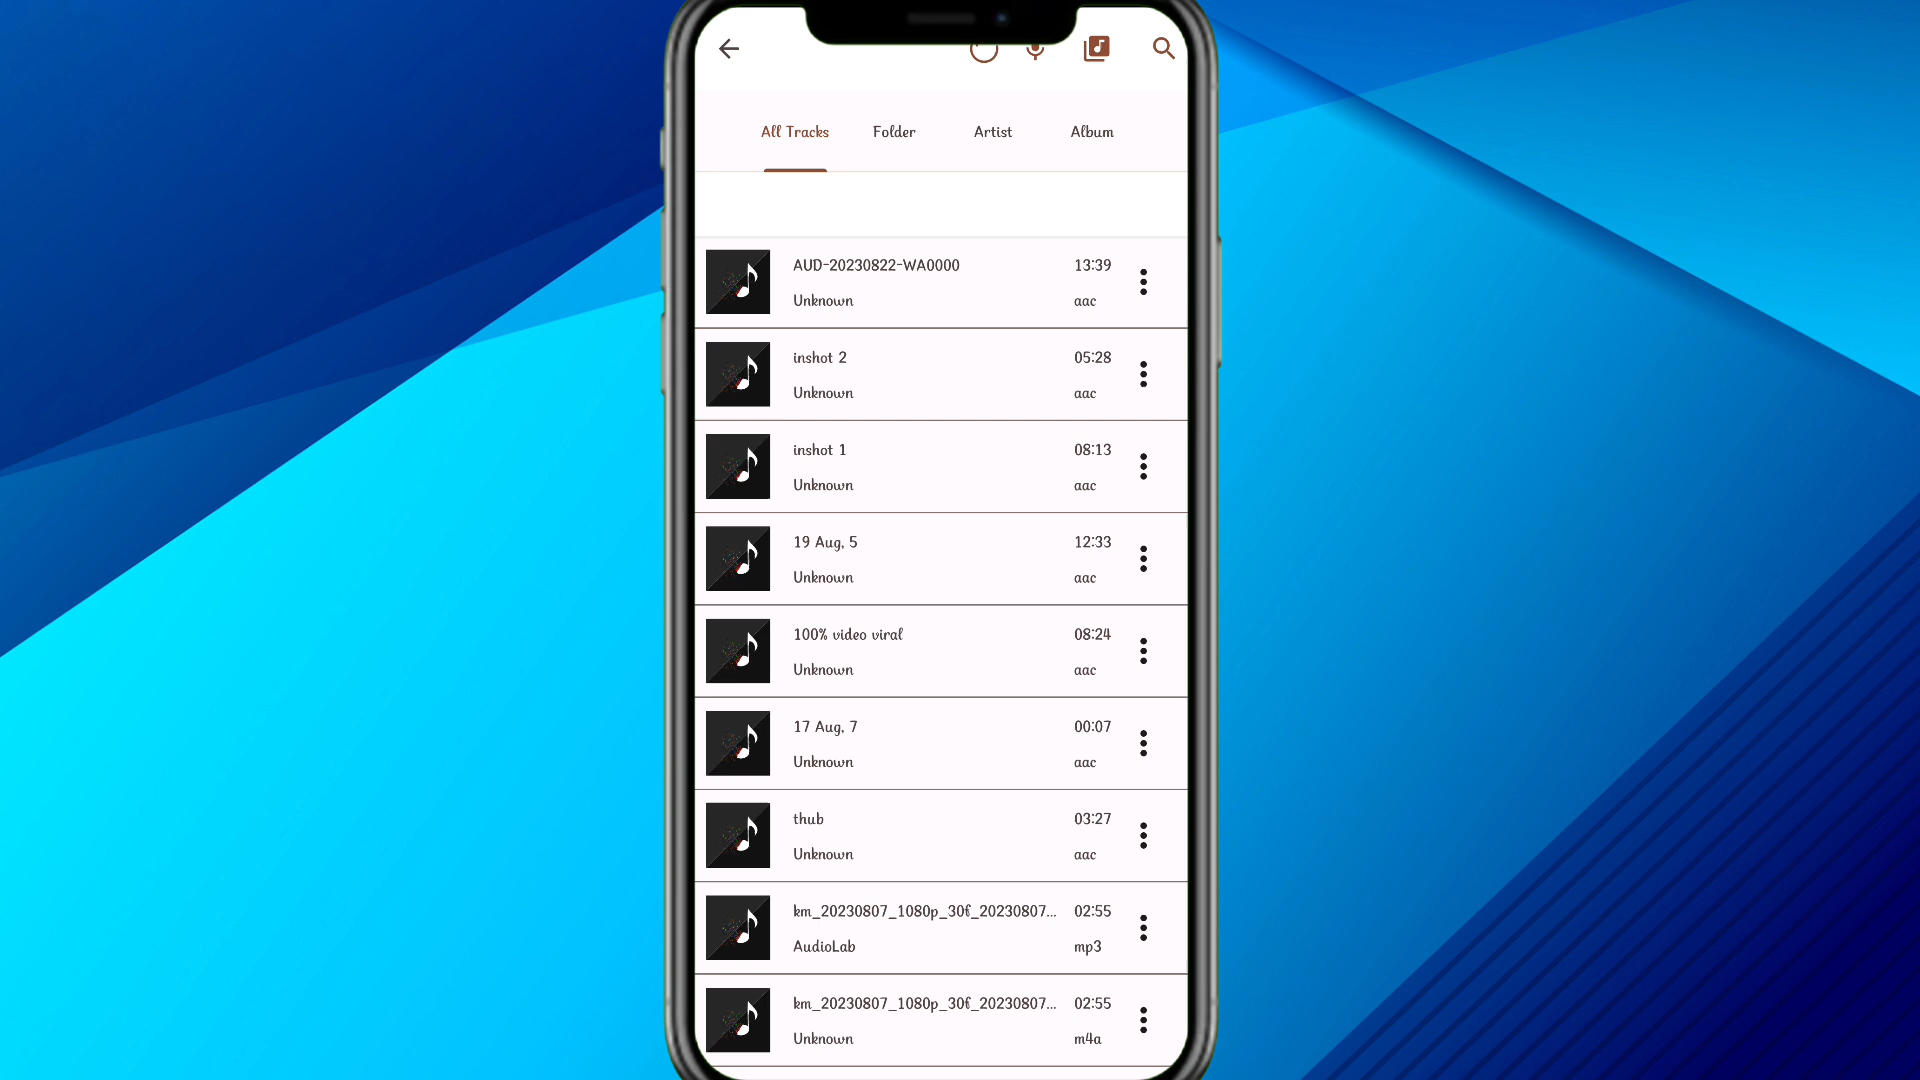 All Tracks Folder Artist Album
AUD-20230822-WA0000 13:39
Unknown aac
inshot 2 05:28
Unknown aac
inshot 1 08:13
Unknown aac
19 Aug, 5 12:33
Unknown aac
100% video viral 08:24
Unknown aac
17 Aug, 7 00:07
Unknown aac
thub 03:27
Unknown aac
km_20230807_1080p_30f_20230807... 02:55
AudioLab mp3
km_20230807_1080p_30f_20230807... 02:55
Unknown m4a